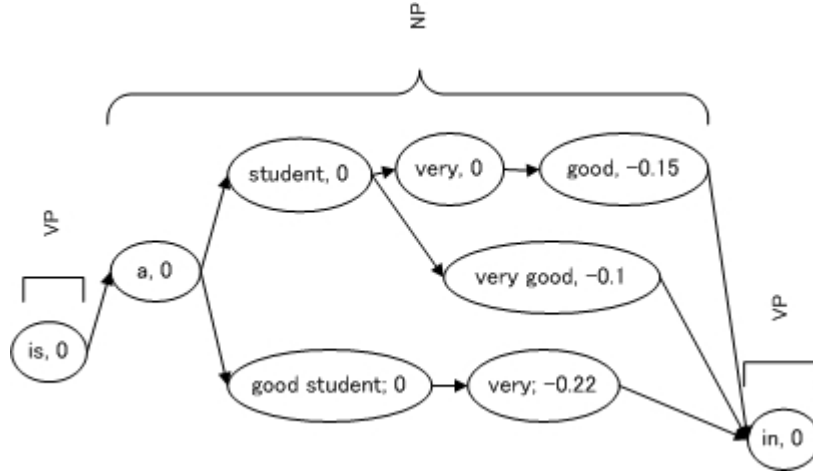 NP
student, 0
very, 0
good, -0.15
VP
a, 0
very good, -0.1
VP
is, 0
good student; 0
very; -0.22
in, 0